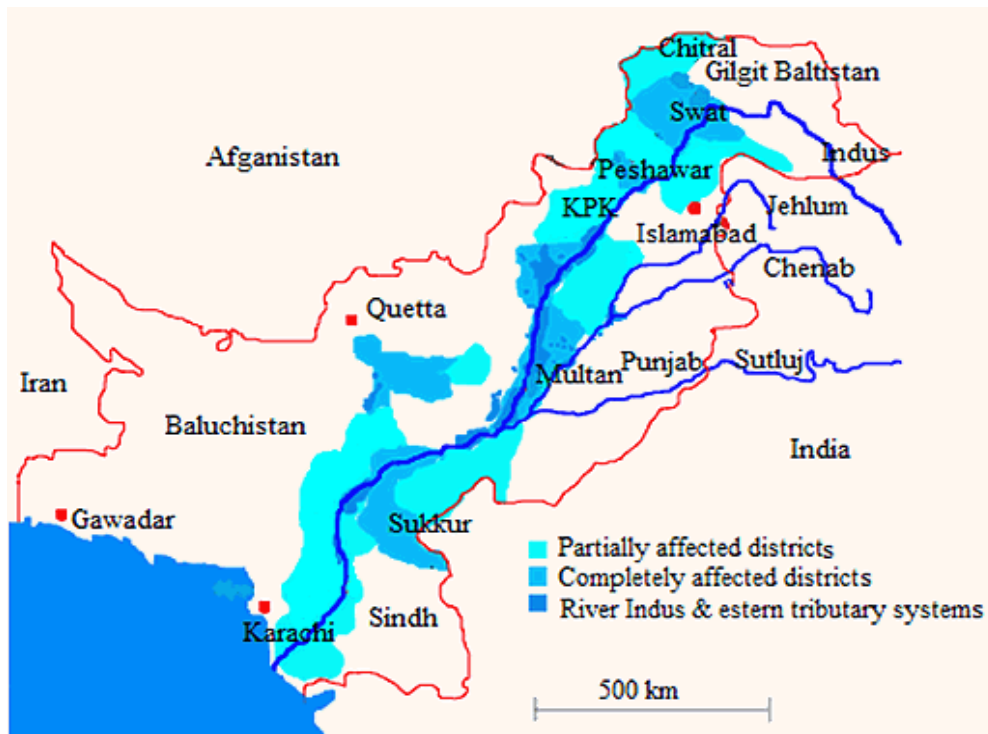 Chitral
Gilgit Baltistan
Swat
Afganistan
Indus
Peshawar
KPK
Jehlum
Islamabad
Chenab
Quetta
Multan
Punjab
Sutluj
Iran
Baluchistan
India
Gawadar
Sukkur
Partially affected districts
Completely affected districts
River Indus & estern tributary systems
Sindh
Karachi
500 km